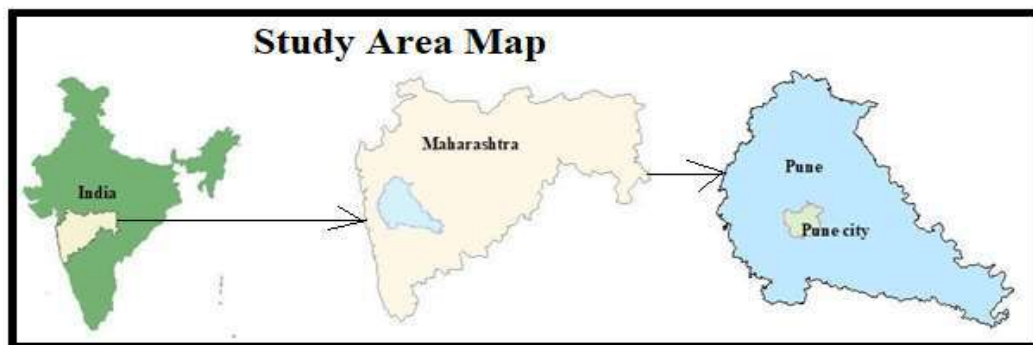 Study Area Map
India
Maharashtra
Pune
Pune city